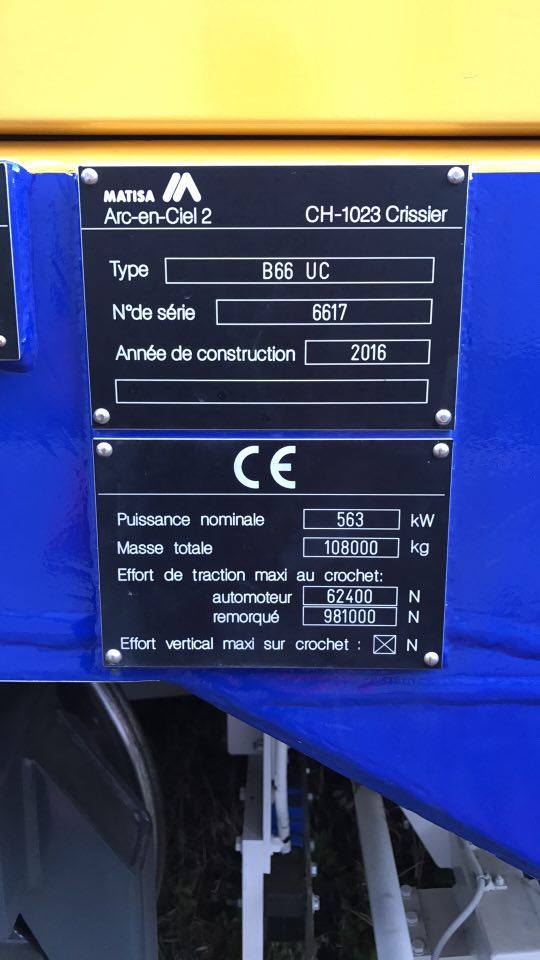 MATISA
Arc-en-Ciel 2 CH-1023 Crissier
Type B66 UC
N°de série 6617
Année de construction 2016
CE
Puissance nominale 563 kW
Masse totale 108000 kg
Effort de traction maxi au crochet:
automoteur 62400 N
remorqué 981000 N
Effort vertical maxi sur crochet : ☒ N